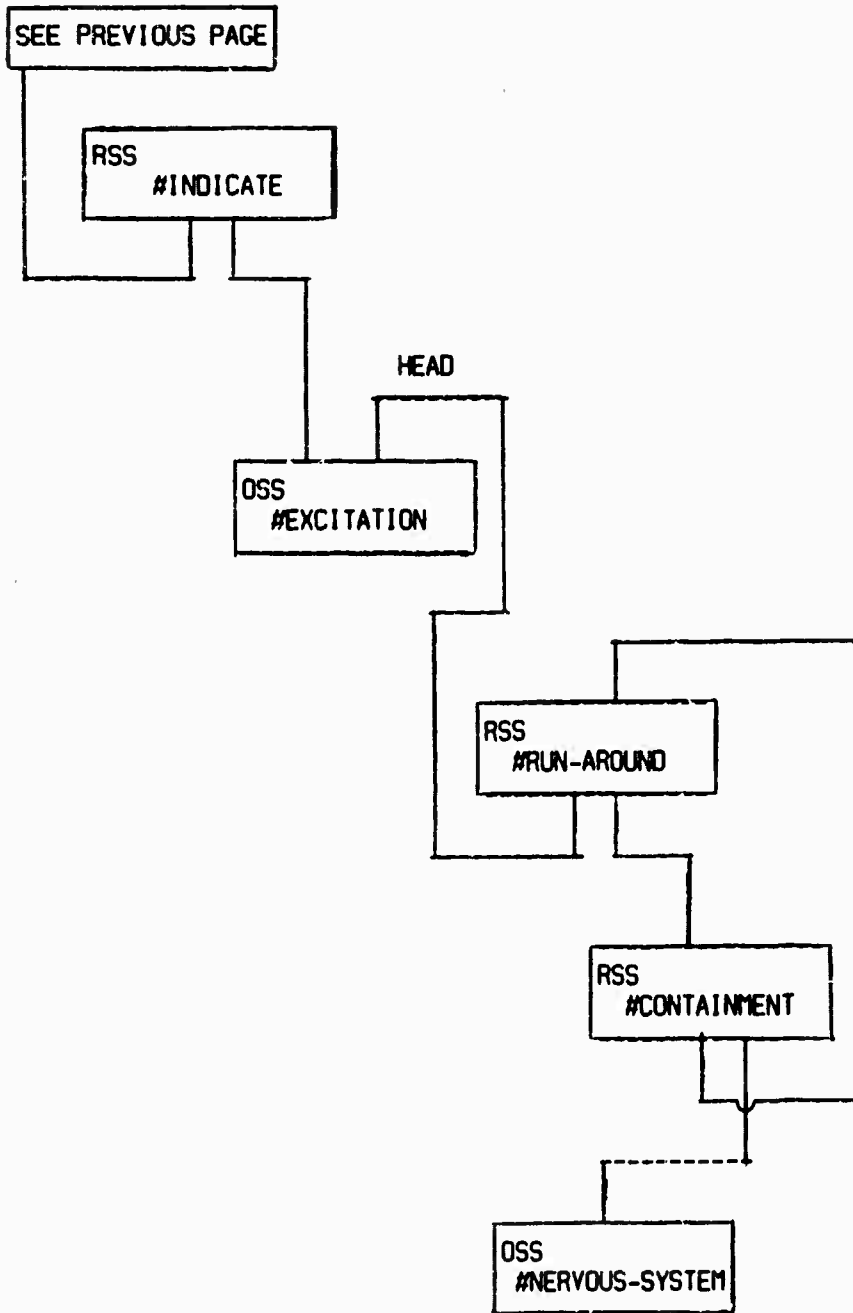 SEE PREVIOUS PAGE
RSS
#INDICATE
HEAD
OSS
#EXCITATION
RSS
#RUN-AROUND
RSS
#CONTAINMENT
OSS
#NERVOUS-SYSTEM